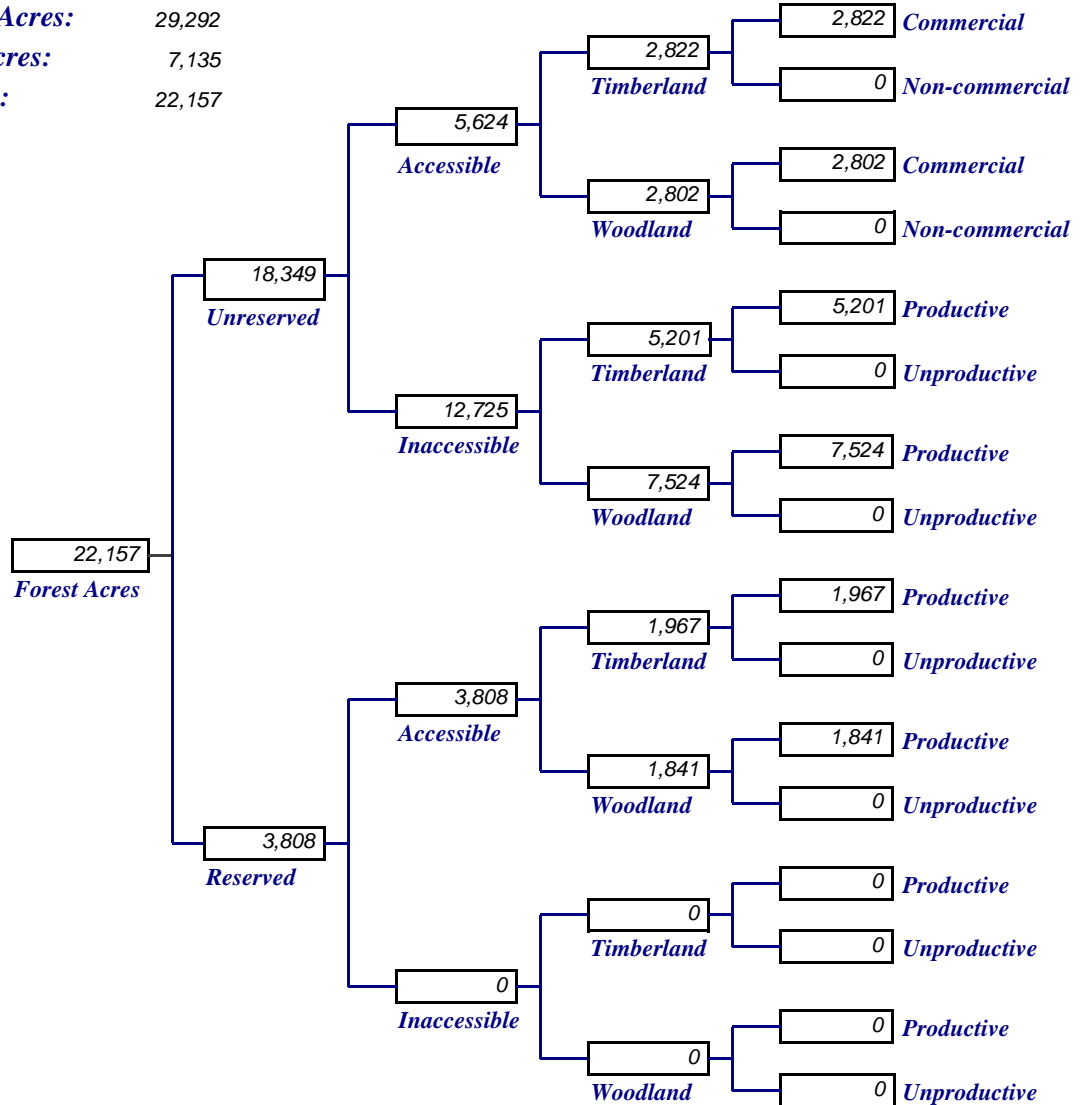 Acres: 29,292
cres: 7,135
: 22,157
2,822 Commercial
2,822
Timberland
0 Non-commercial
5,624
Accessible
2,802 Commercial
2,802
Woodland
0 Non-commercial
18,349
Unreserved
5,201 Productive
5,201
Timberland
0 Unproductive
12,725
Inaccessible
7,524 Productive
7,524
Woodland
0 Unproductive
22,157
Forest Acres
1,967 Productive
1,967
Timberland
0 Unproductive
3,808
Accessible
1,841 Productive
1,841
Woodland
0 Unproductive
3,808
Reserved
0 Productive
0
Timberland
0 Unproductive
0
Inaccessible
0 Productive
0
Woodland
0 Unproductive